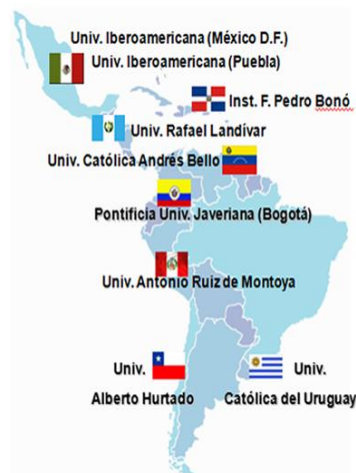 Univ. Iberoamericana (México D.F.)
Univ. Iberoamericana (Puebla)
Inst. F. Pedro Bonó
Univ. Rafael Landívar
Univ. Católica Andrés Bello
Pontificia Univ. Javeriana (Bogotá)
Univ. Antonio Ruiz de Montoya
Univ.
Alberto Hurtado
Univ.
Católica del Uruguay